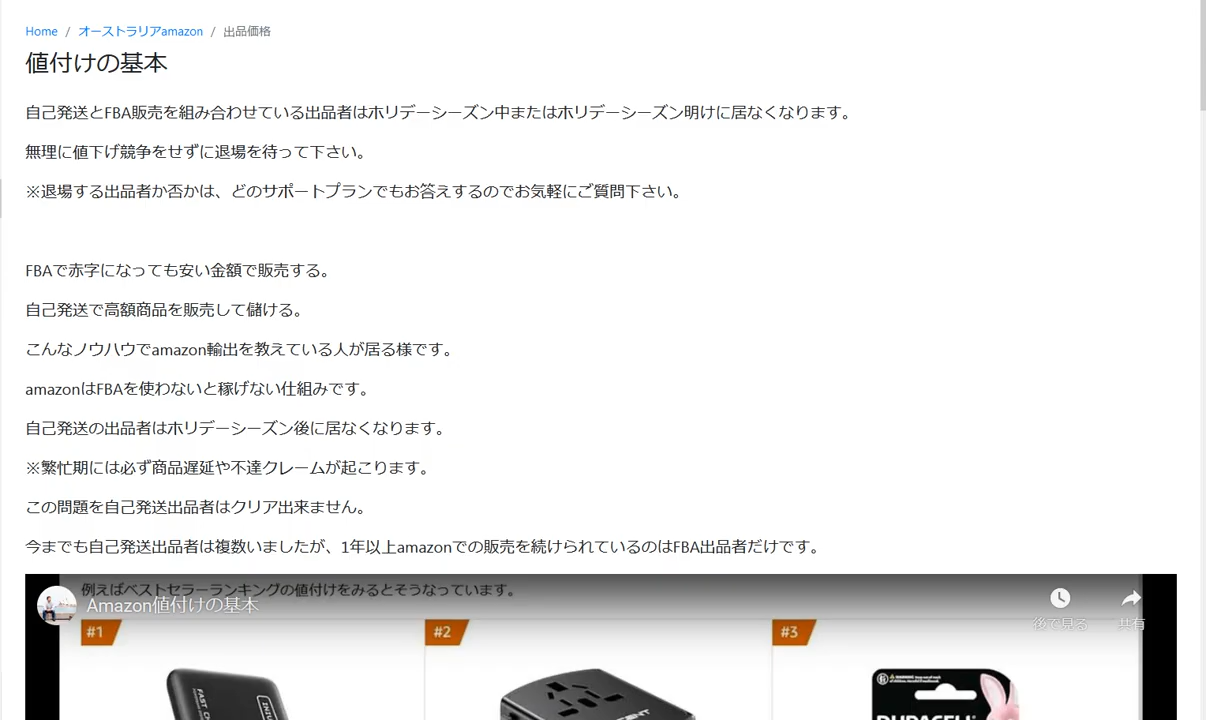 Home / オーストラリアamazon / 出品価格
値付けの基本
自己発送とFBA販売を組み合わせている出品者はホリデーシーズン中またはホリデーシーズン明けに居なくなります。
無理に値下げ競争をせずに退場を待って下さい。
※退場する出品者か否かは、どのサポートプランでもお答えするのでお気軽にご質問下さい。
FBAで赤字になっても安い金額で販売する。
自己発送で高額商品を販売して儲ける。
こんなノウハウでamazon輸出を教えている人が居る様です。
amazonはFBAを使わないと稼げない仕組みです。
自己発送の出品者はホリデーシーズン後に居なくなります。
※繁忙期には必ず商品遅延や不達クレームが起こります。
この問題を自己発送出品者はクリア出来ません。
今までも自己発送出品者は複数いましたが、1年以上amazonでの販売を続けられているのはFBA出品者だけです。
例えばベストセラーランキングの値付けをみるとそうなっています。
Amazon値付けの基本
後で見る 共有
#1 #2 #3
DURACELL